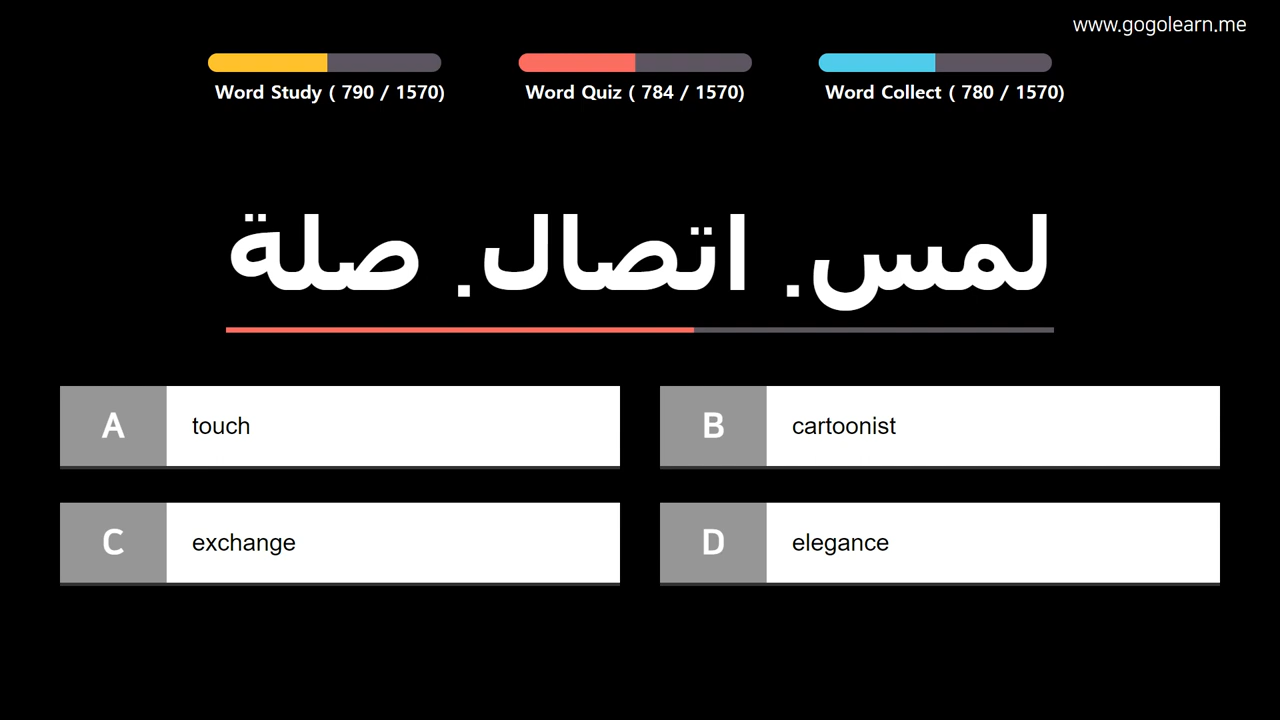 www.gogolearn.me
Word Study ( 790 / 1570)
Word Quiz ( 784 / 1570)
Word Collect ( 780 / 1570)
لمس. اتصال. صلة
A touch
B cartoonist
C exchange
D elegance